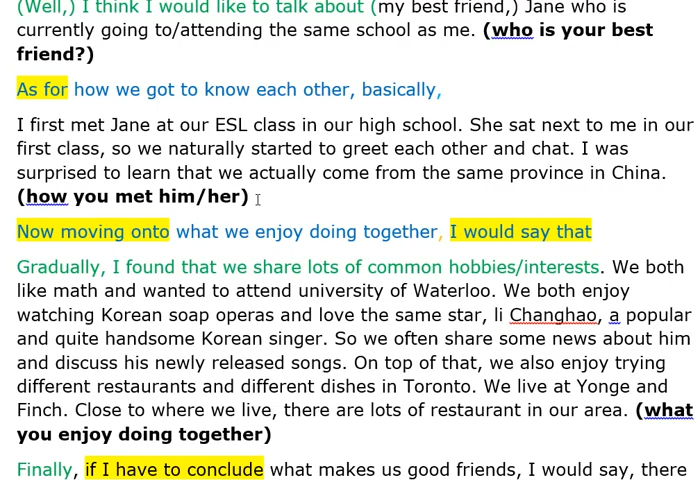 (Well,) I think I would like to talk about (my best friend,) Jane who is
currently going to/attending the same school as me. (who is your best
friend?)
As for how we got to know each other, basically,
I first met Jane at our ESL class in our high school. She sat next to me in our
first class, so we naturally started to greet each other and chat. I was
surprised to learn that we actually come from the same province in China.
(how you met him/her)
Now moving onto what we enjoy doing together, I would say that
Gradually, I found that we share lots of common hobbies/interests. We both
like math and wanted to attend university of Waterloo. We both enjoy
watching Korean soap operas and love the same star, li Changhao, a popular
and quite handsome Korean singer. So we often share some news about him
and discuss his newly released songs. On top of that, we also enjoy trying
different restaurants and different dishes in Toronto. We live at Yonge and
Finch. Close to where we live, there are lots of restaurant in our area. (what
you enjoy doing together)
Finally, if I have to conclude what makes us good friends, I would say, there